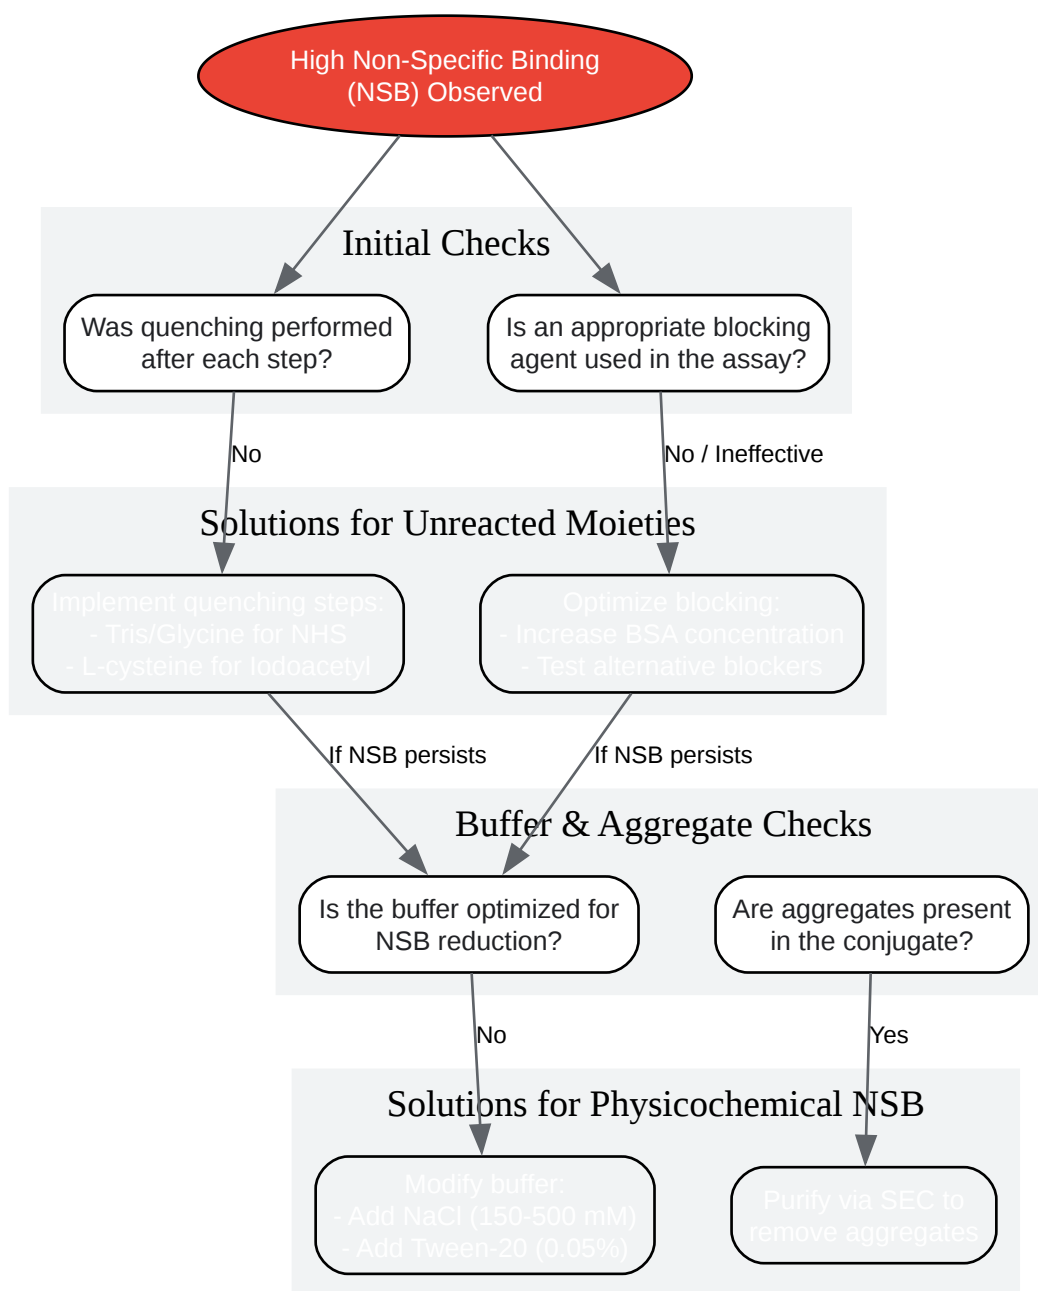 High Non-Specific Binding
(NSB) Observed
Initial Checks
Was quenching performed
after each step?
Is an appropriate blocking
agent used in the assay?
No
No / Ineffective
Solutions for Unreacted Moieties
Implement quenching steps:
- Tris/Glycine for NHS
- L-cysteine for Iodoacetyl
Optimize blocking:
- Increase BSA concentration
- Test alternative blockers
If NSB persists
If NSB persists
Buffer & Aggregate Checks
Is the buffer optimized for
NSB reduction?
Are aggregates present
in the conjugate?
No
Yes
Solutions for Physicochemical NSB
Modify buffer:
- Add NaCl (150-500 mM)
- Add Tween-20 (0.05%)
Purify via SEC to
remove aggregates